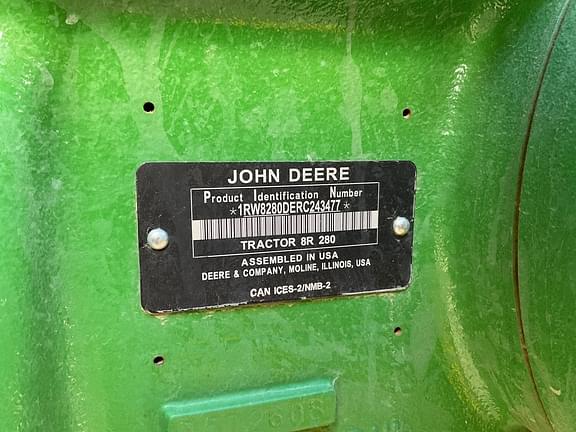 JOHN DEERE
Product Identification Number
*1RW8280DERC243477*
TRACTOR 8R 280
ASSEMBLED IN USA
DEERE & COMPANY, MOLINE, ILLINOIS, USA
CAN ICES-2/NMB-2